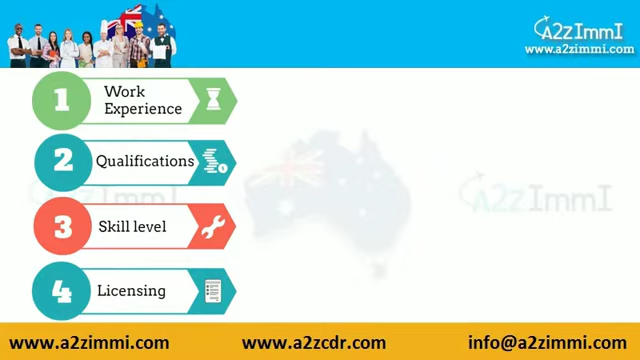 A2zImmI
www.a2zimmi.com
1
Work
Experience
2
Qualifications
3
Skill level
4
Licensing
A2zImmI
www.a2zimmi.com
www.a2zcdr.com
info@a2zimmi.com